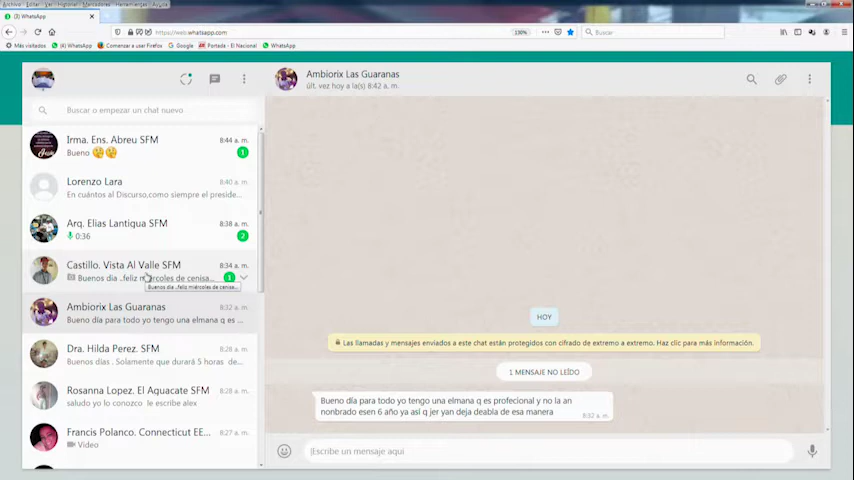 Archivo Editar Ver Historial Marcadores Herramientas Ayuda
(3) WhatsApp
https://web.whatsapp.com
130%
Buscar
Más visitados
(4) WhatsApp
Comenzar a usar Firefox
Google
Portada - El Nacional
WhatsApp
Ambiorix Las Guaranas
últ. vez hoy a la(s) 8:42 a. m.
Buscar o empezar un chat nuevo
Irma. Ens. Abreu SFM
8:44 a. m.
Bueno
1
Lorenzo Lara
8:40 a. m.
En cuántos al Discurso,como siempre el preside...
Arq. Elias Lantigua SFM
8:38 a. m.
0:36
2
Castillo. Vista Al Valle SFM
8:34 a. m.
Buenos dia ..feliz miércoles de cenisa...
1
Buenos dia ..feliz miércoles de cenisa...
Ambiorix Las Guaranas
8:32 a. m.
Bueno día para todo yo tengo una elmana q es ...
Dra. Hilda Perez. SFM
8:28 a. m.
Buenos días . Solamente que durará 5 horas de...
Rosanna Lopez. El Aguacate SFM
8:28 a. m.
saludo yo lo conozco le escribe alex
Francis Polanco. Connecticut EE...
8:27 a. m.
Video
HOY
Las llamadas y mensajes enviados a este chat están protegidos con cifrado de extremo a extremo. Haz clic para más información.
1 MENSAJE NO LEÍDO
Bueno día para todo yo tengo una elmana q es profecional y no la an
nonbrado esen 6 año ya así q jer yan deja deabla de esa manera
8:32 a. m.
Escribe un mensaje aquí